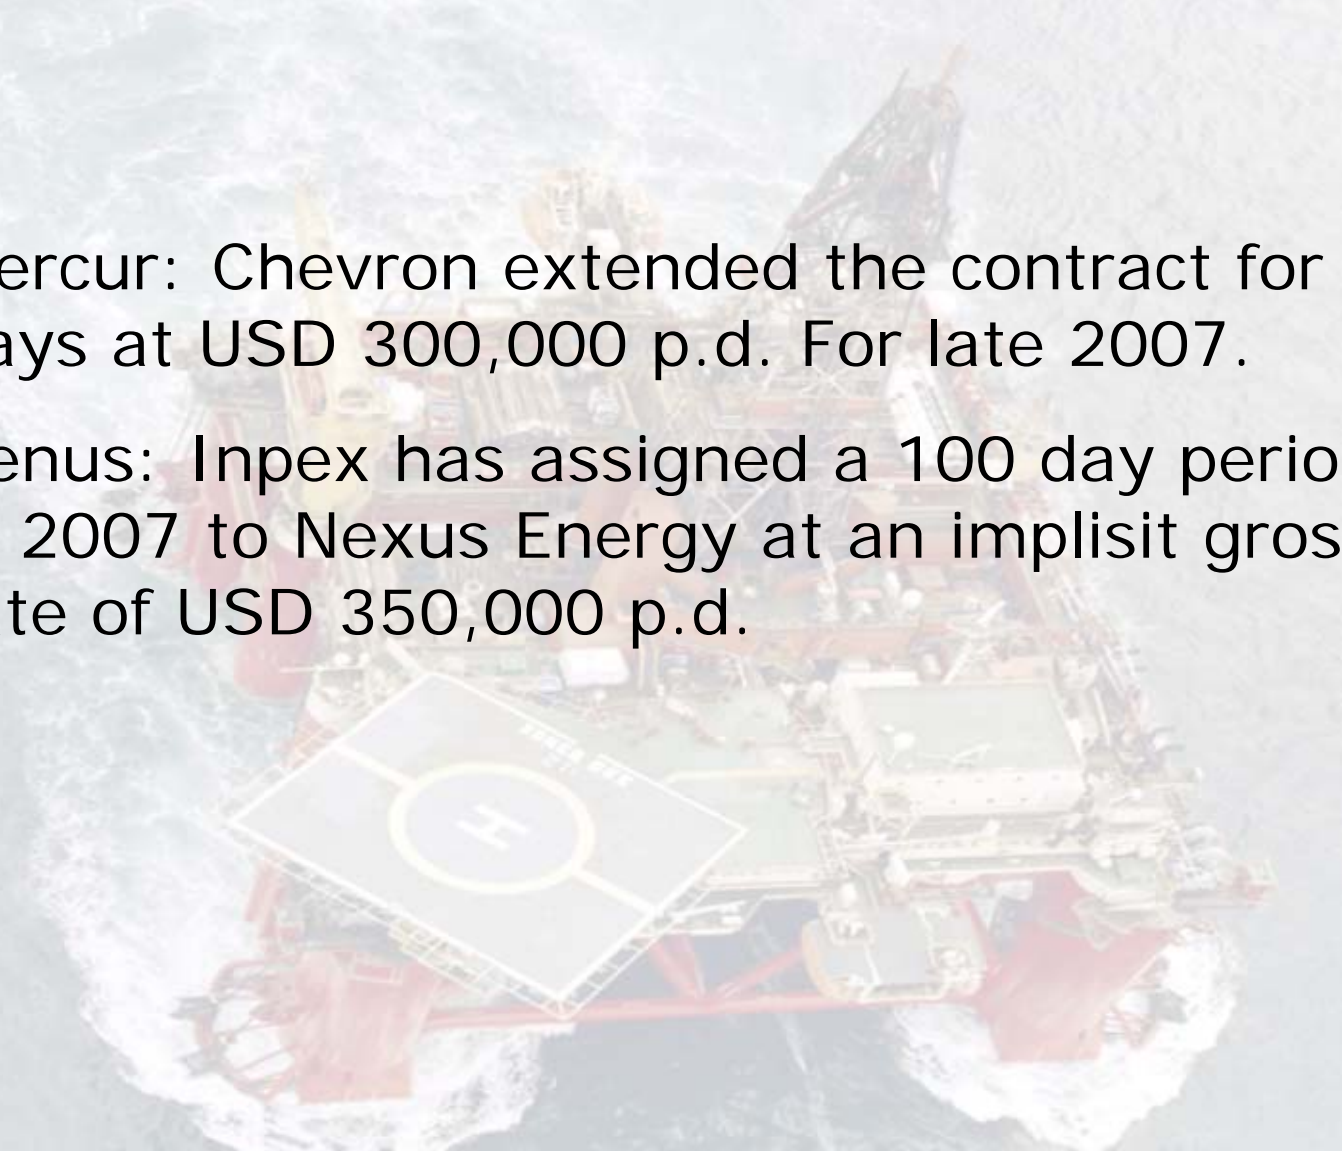 ercur: Chevron extended the contract for
ays at USD 300,000 p.d. For late 2007.
enus: Inpex has assigned a 100 day perio
2007 to Nexus Energy at an implisit gros
te of USD 350,000 p.d.
H